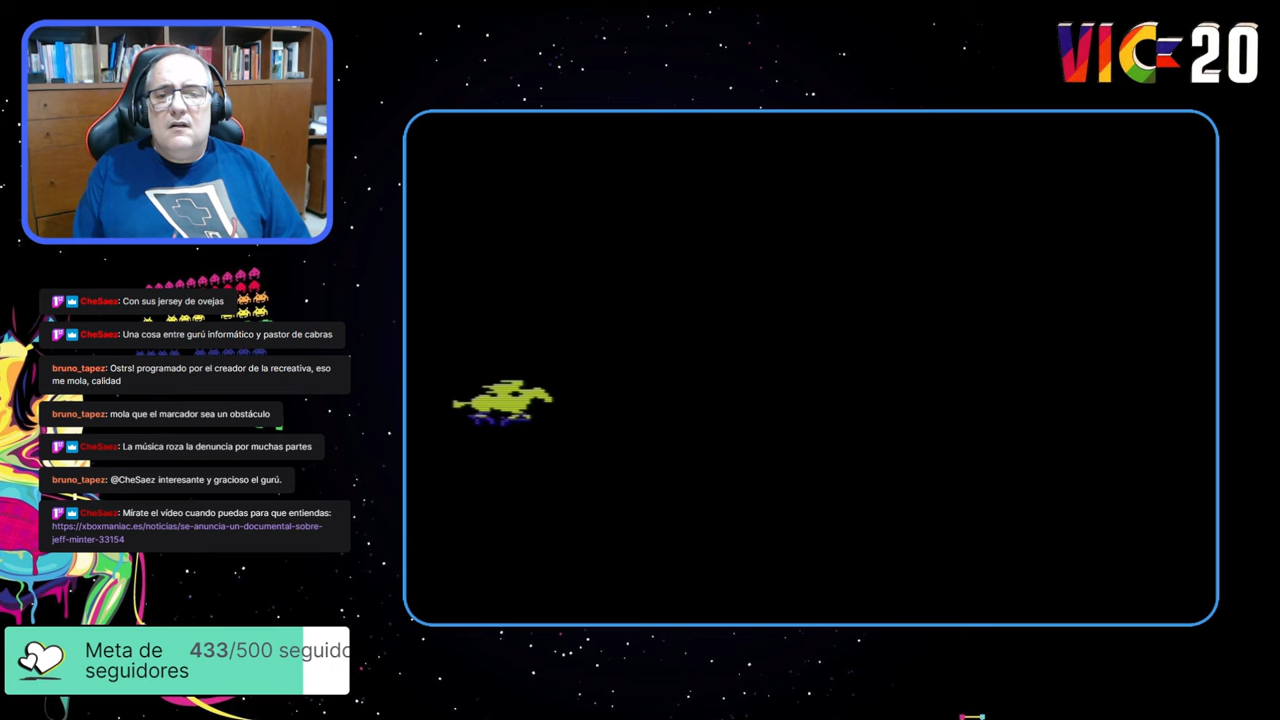 VIC 20
CheSaez: Con sus jersey de ovejas
CheSaez: Una cosa entre gurú informático y pastor de cabras
bruno_tapez: Ostrs! programado por el creador de la recreativa, eso
me mola, calidad
bruno_tapez: mola que el marcador sea un obstáculo
CheSaez: La música roza la denuncia por muchas partes
bruno_tapez: @CheSaez interesante y gracioso el gurú.
CheSaez: Mírate el vídeo cuando puedas para que entiendas:
https://xboxmaniac.es/noticias/se-anuncia-un-documental-sobre-
jeff-minter-33154
Meta de 433/500 seguido
seguidores